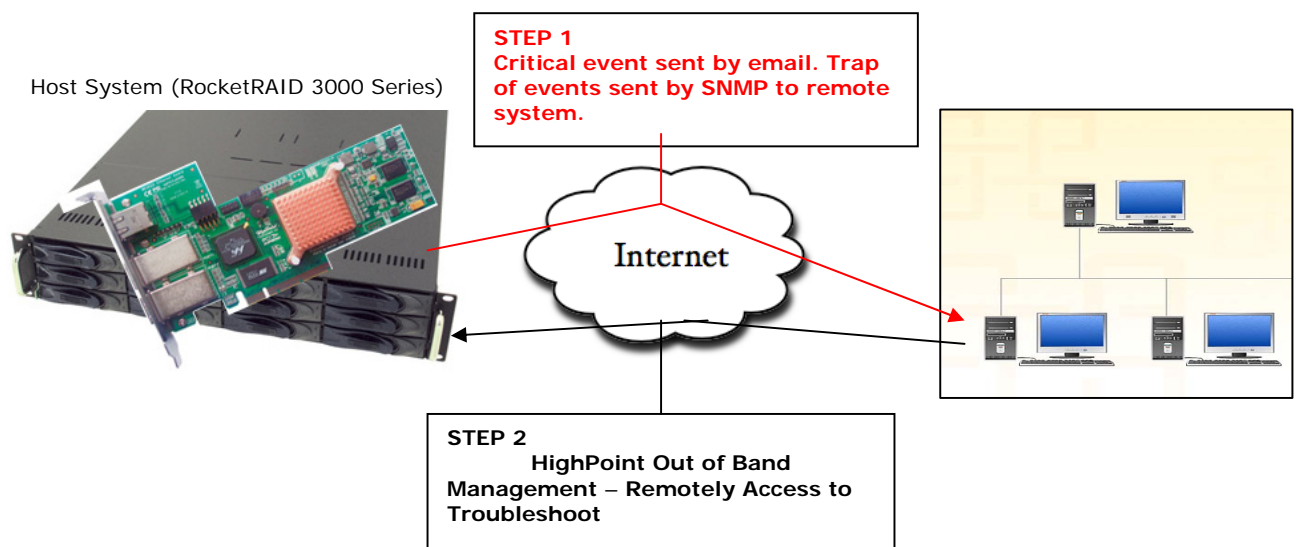 STEP 1
Critical event sent by email. Trap
of events sent by SNMP to remote
system.
Host System (RocketRAID 3000 Series)
Internet
STEP 2
HighPoint Out of Band
Management – Remotely Access to
Troubleshoot